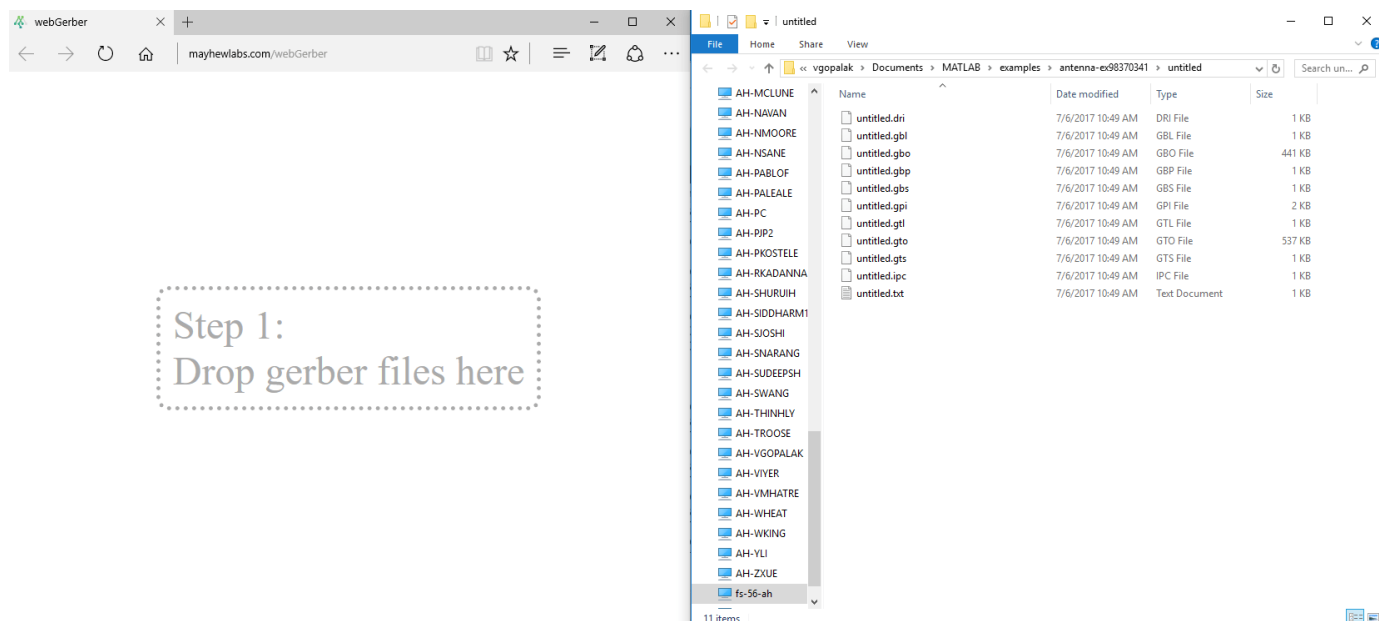 webGerber
mayhewlabs.com/webGerber
Step 1:
Drop gerber files here
untitled
File Home Share View
« vgopalak › Documents › MATLAB › examples › antenna-ex98370341 › untitled
Search un...
AH-MCLUNE
AH-NAVAN
AH-NMOORE
AH-NSANE
AH-PABLOF
AH-PALEALE
AH-PC
AH-PJP2
AH-PKOSTELE
AH-RKADANNA
AH-SHURUIH
AH-SIDDHARM1
AH-SJOSHI
AH-SNARANG
AH-SUDEEPSH
AH-SWANG
AH-THINHLY
AH-TROOSE
AH-VGOPALAK
AH-VIYER
AH-VMHATRE
AH-WHEAT
AH-WKING
AH-YLI
AH-ZXUE
fs-56-ah
Name Date modified Type Size
untitled.dri 7/6/2017 10:49 AM DRI File 1 KB
untitled.gbl 7/6/2017 10:49 AM GBL File 1 KB
untitled.gbo 7/6/2017 10:49 AM GBO File 441 KB
untitled.gbp 7/6/2017 10:49 AM GBP File 1 KB
untitled.gbs 7/6/2017 10:49 AM GBS File 1 KB
untitled.gpi 7/6/2017 10:49 AM GPI File 2 KB
untitled.gtl 7/6/2017 10:49 AM GTL File 1 KB
untitled.gto 7/6/2017 10:49 AM GTO File 537 KB
untitled.gts 7/6/2017 10:49 AM GTS File 1 KB
untitled.ipc 7/6/2017 10:49 AM IPC File 1 KB
untitled.txt 7/6/2017 10:49 AM Text Document 1 KB
11 items